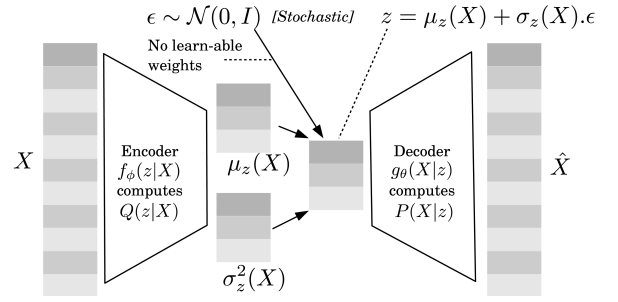 ϵ ∼ 𝒩(0, I) [Stochastic]
z = μ_z(X) + σ_z(X).ϵ
No learn-able
weights
X
Encoder
f_ϕ(z|X)
computes
Q(z|X)
μ_z(X)
σ_z^2(X)
Decoder
g_θ(X|z)
computes
P(X|z)
X̂